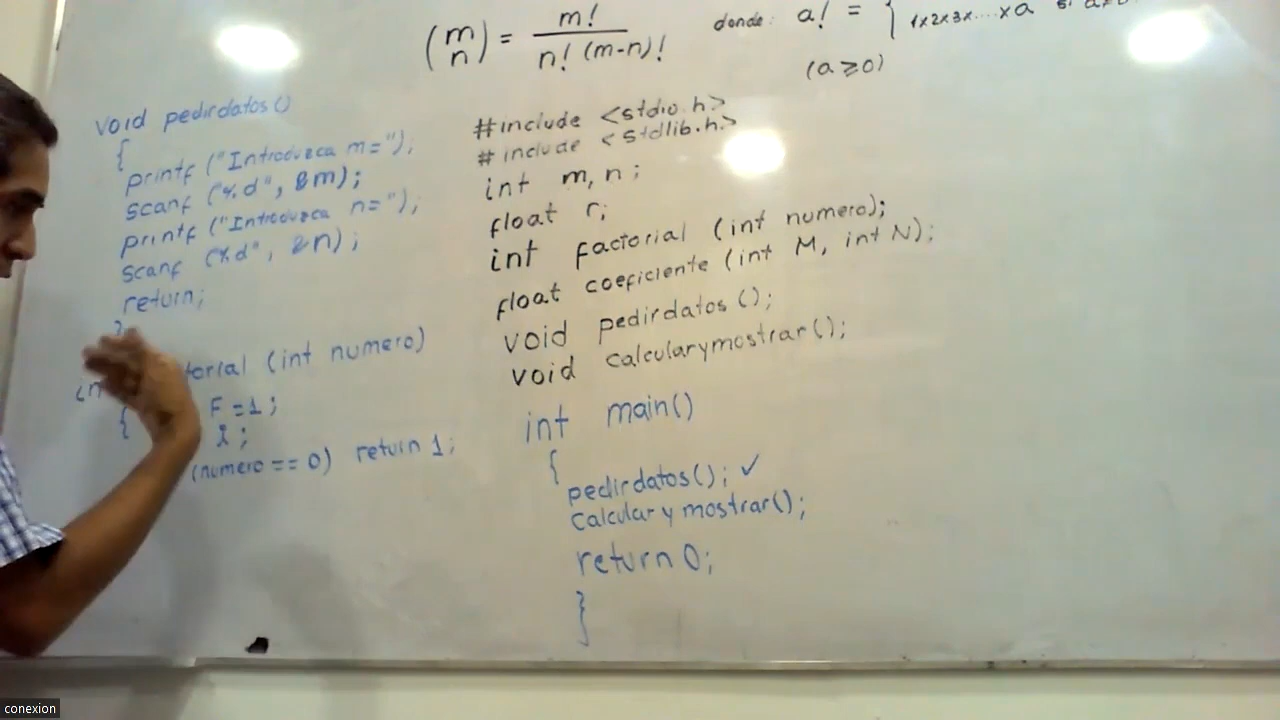 (m n) = m! / n! (m-n)! donde: a! = { 1x2x3x....xa si
(a ≥ 0)
void pedirdatos()
{
printf ("Introduzca m=");
scanf ("%d", &m);
printf ("Introduzca n=");
scanf ("%d", &n);
return;
}
torial (int numero)
{ F = 1;
i;
(numero == 0) return 1;
#include <stdio.h>
#include <stdlib.h>
int m, n;
float r;
int factorial (int numero);
float coeficiente (int M, int N);
void pedirdatos ();
void calcularymostrar();
int main()
{
pedirdatos(); ✓
calcularymostrar();
return 0;
}
conexion